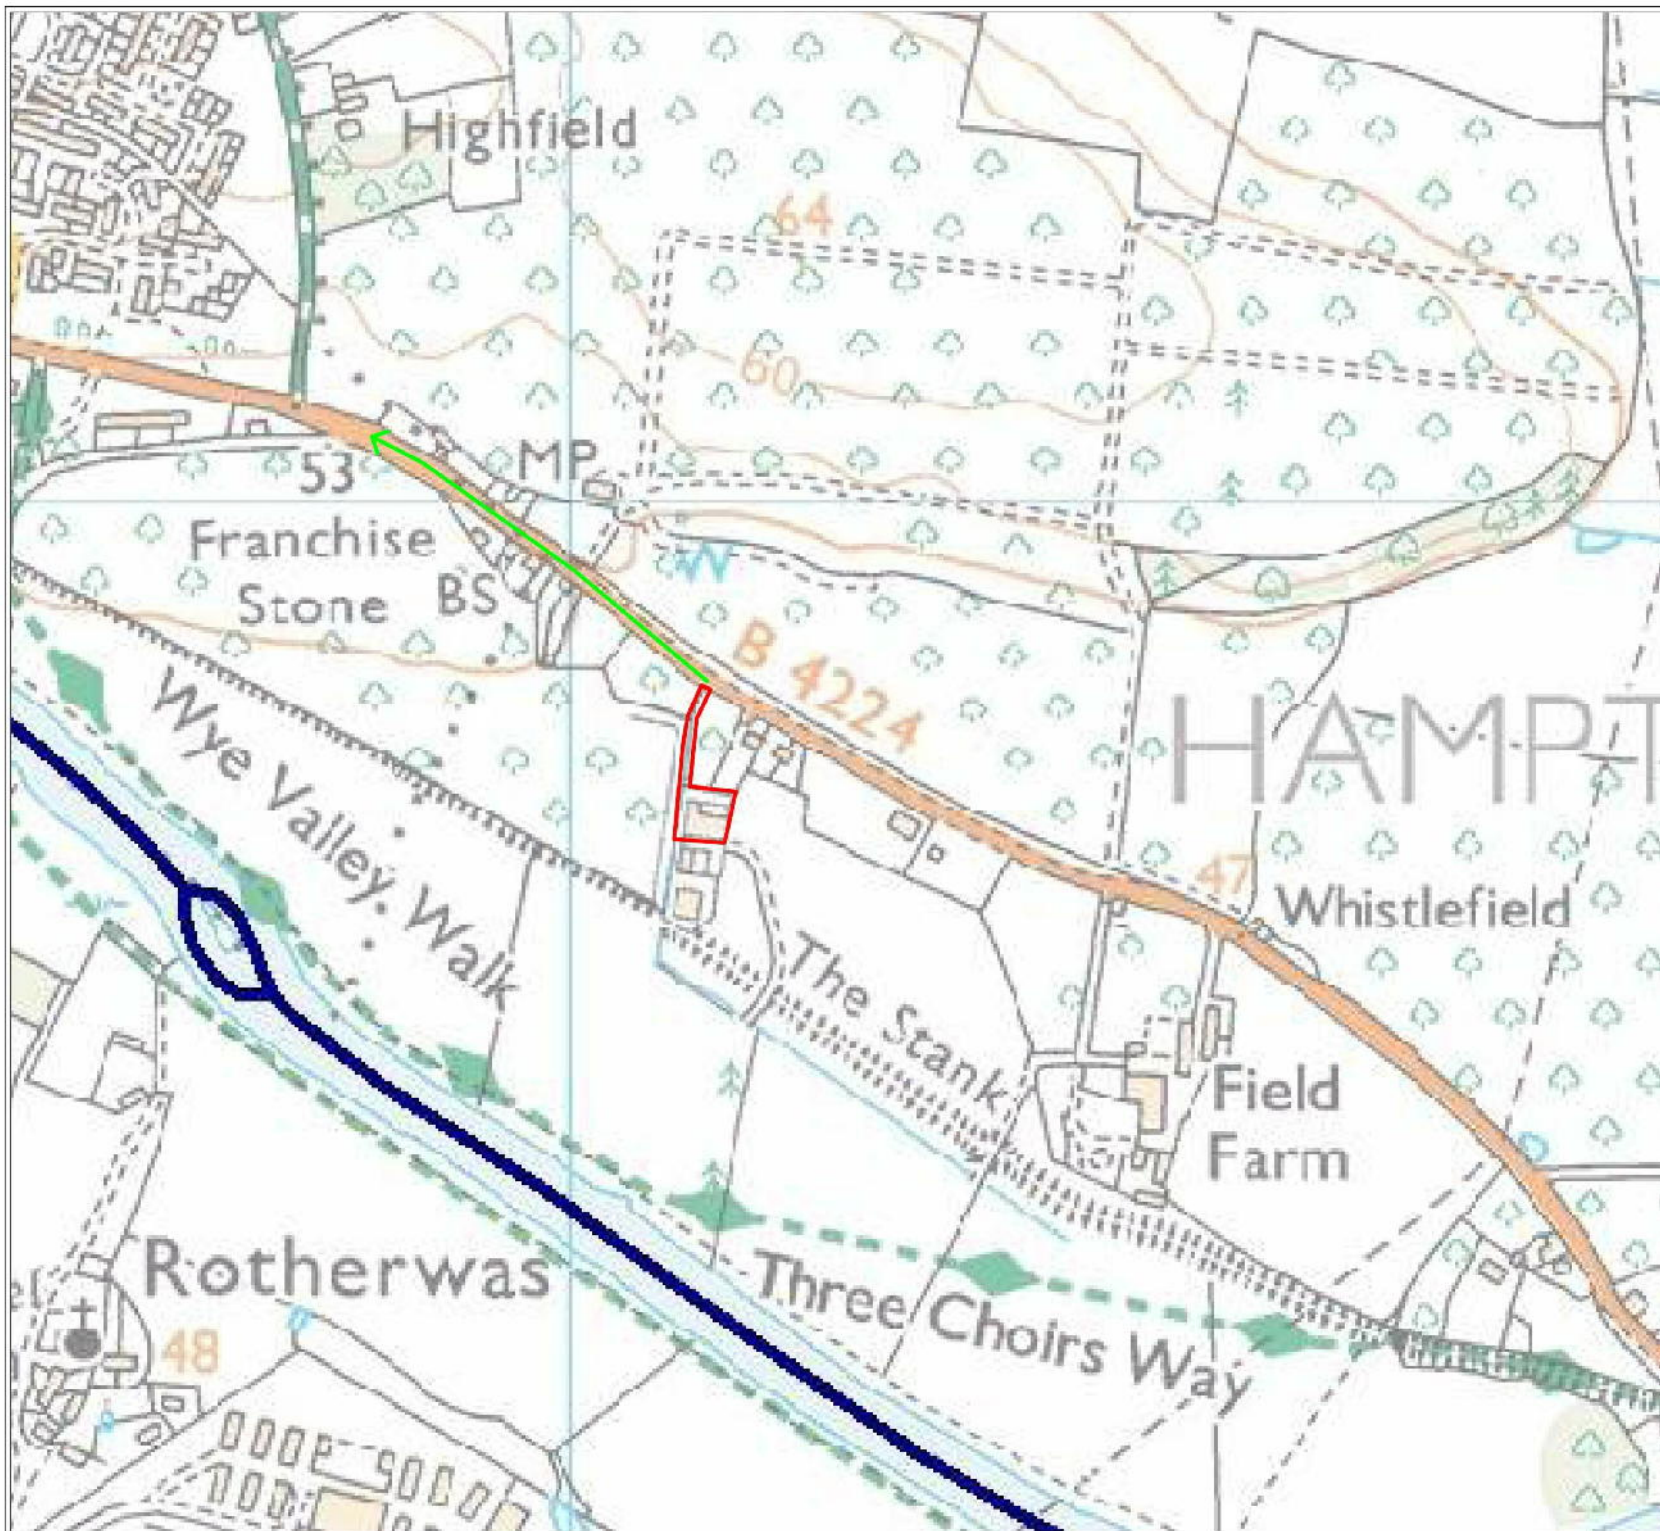 Highfield
64
60
MP
53
Franchise
Stone
BS
W
B 4224
HAMPT
Wye Valley Walk
47
Whistlefield
The Stank
Field
Farm
Rotherwas
Three Choirs Way
48